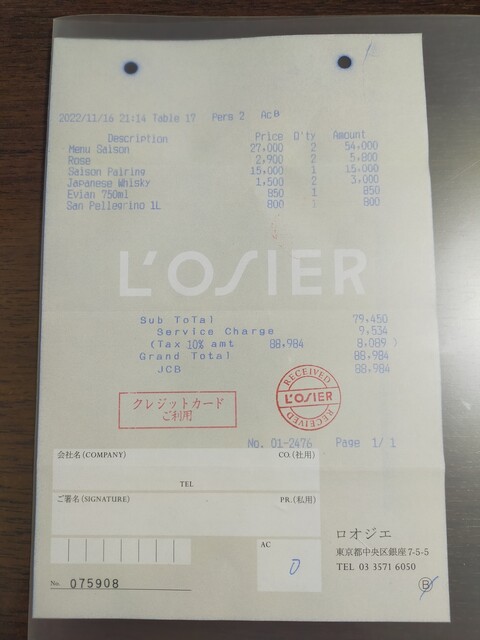 2022/11/16 21:14 Table 17 Pers 2 AcB
Description Price Q'ty Amount
Menu Saison 27,000 2 54,000
Rose 2,900 2 5,800
Saison Pairing 15,000 1 15,000
Japanese Whisky 1,500 2 3,000
Evian 750ml 850 1 850
San Pellegrino 1L 800 1 800
L'OSIER
Sub ToTal 79,450
Service Charge 9,534
(Tax 10% amt 88,984 8,089 )
Grand Total 88,984
JCB 88,984
クレジットカード
ご利用
RECEIVED
L'OSIER
RECEIVED
No. 01-2476 Page 1/ 1
会社名(COMPANY) CO.(社用)
TEL
ご署名(SIGNATURE) PR.(私用)
AC
0
No. 075908
ロオジエ
東京都中央区銀座 7-5-5
TEL 03 3571 6050
B